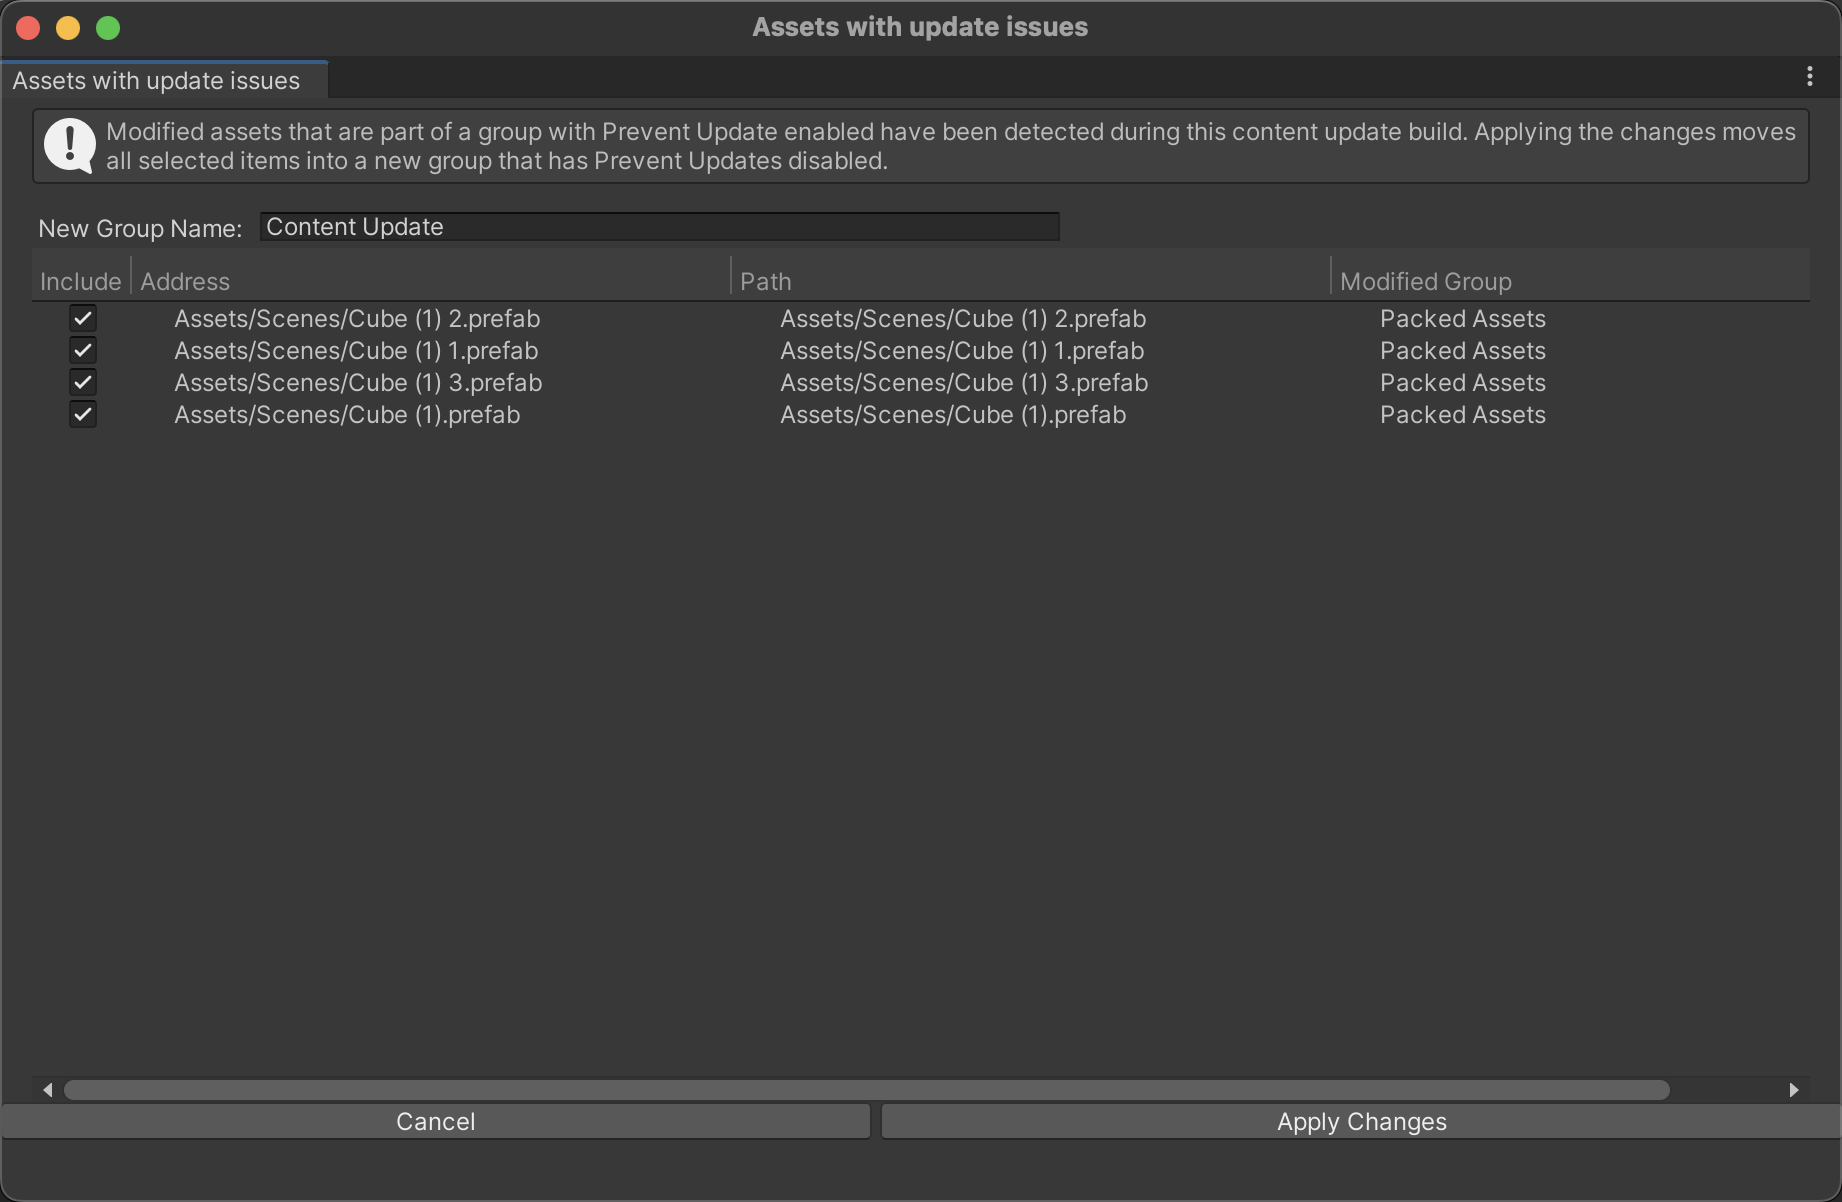 Assets with update issues
Assets with update issues
Modified assets that are part of a group with Prevent Update enabled have been detected during this content update build. Applying the changes moves
all selected items into a new group that has Prevent Updates disabled.
New Group Name: Content Update
Include Address Path Modified Group
Assets/Scenes/Cube (1) 2.prefab Assets/Scenes/Cube (1) 2.prefab Packed Assets
Assets/Scenes/Cube (1) 1.prefab Assets/Scenes/Cube (1) 1.prefab Packed Assets
Assets/Scenes/Cube (1) 3.prefab Assets/Scenes/Cube (1) 3.prefab Packed Assets
Assets/Scenes/Cube (1).prefab Assets/Scenes/Cube (1).prefab Packed Assets
Cancel Apply Changes